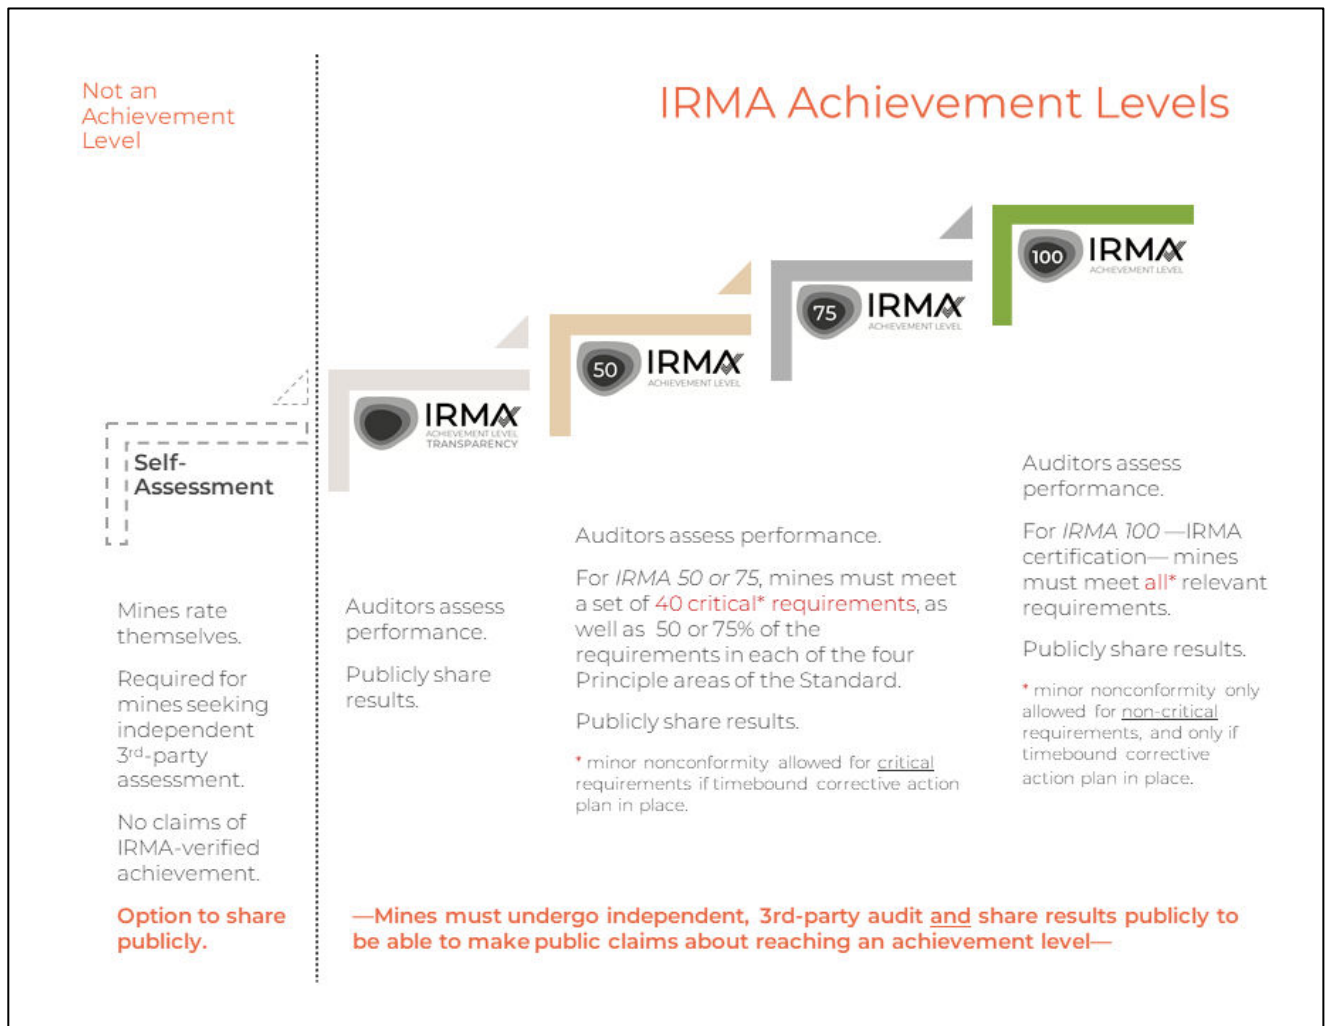 Not an
Achievement
Level
IRMA Achievement Levels
Self-
Assessment
Mines rate
themselves.
Required for
mines seeking
independent
3rd-party
assessment.
No claims of
IRMA-verified
achievement.
Option to share
publicly.
IRMA
ACHIEVEMENT LEVEL
TRANSPARENCY
Auditors assess
performance.
Publicly share
results.
50
IRMA
ACHIEVEMENT LEVEL
75
IRMA
ACHIEVEMENT LEVEL
Auditors assess performance.
For IRMA 50 or 75, mines must meet
a set of 40 critical* requirements, as
well as 50 or 75% of the
requirements in each of the four
Principle areas of the Standard.
Publicly share results.
* minor nonconformity allowed for critical
requirements if timebound corrective action
plan in place.
100
IRMA
ACHIEVEMENT LEVEL
Auditors assess
performance.
For IRMA 100 —IRMA
certification— mines
must meet all* relevant
requirements.
Publicly share results.
* minor nonconformity only
allowed for non-critical
requirements, and only if
timebound corrective
action plan in place.
—Mines must undergo independent, 3rd-party audit and share results publicly to
be able to make public claims about reaching an achievement level—